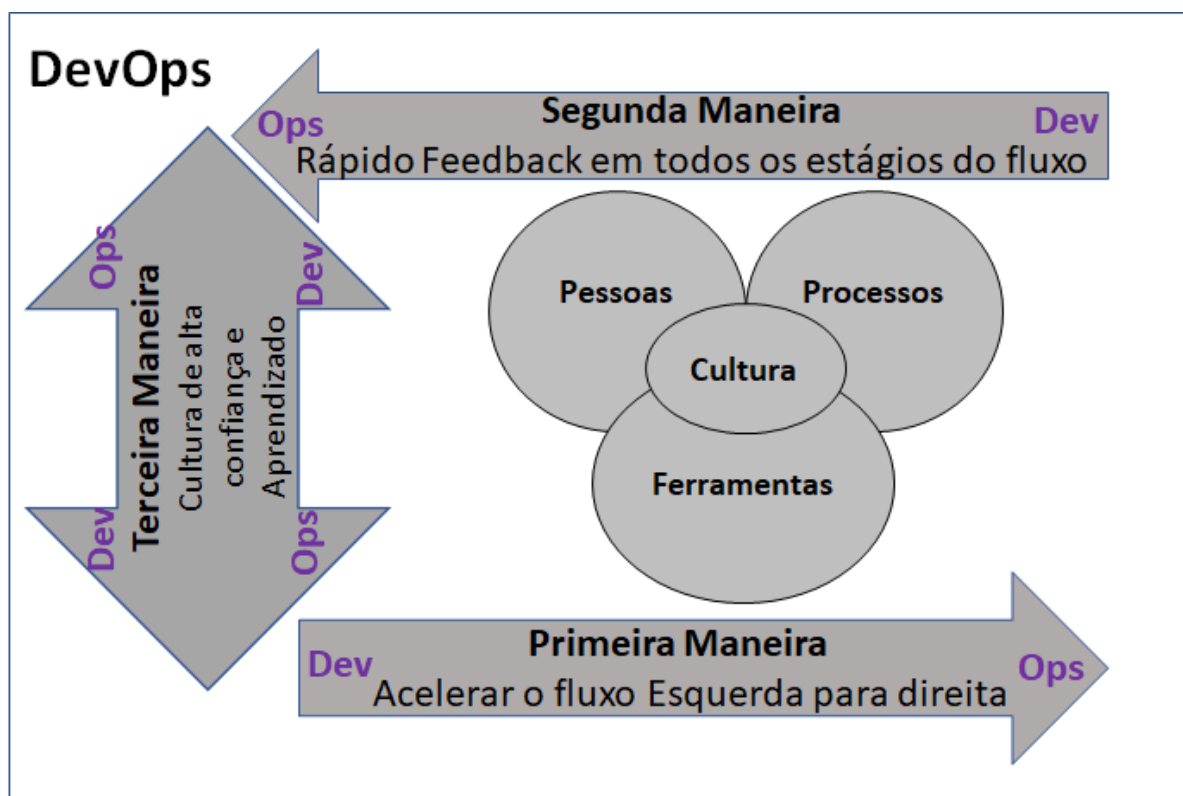 DevOps
Segunda Maneira
Ops
Dev
Rápido Feedback em todos os estágios do fluxo
Ops
Dev
Terceira Maneira
Cultura de alta
confiança e
Aprendizado
Dev
Ops
Pessoas
Processos
Cultura
Ferramentas
Primeira Maneira
Dev
Ops
Acelerar o fluxo Esquerda para direita